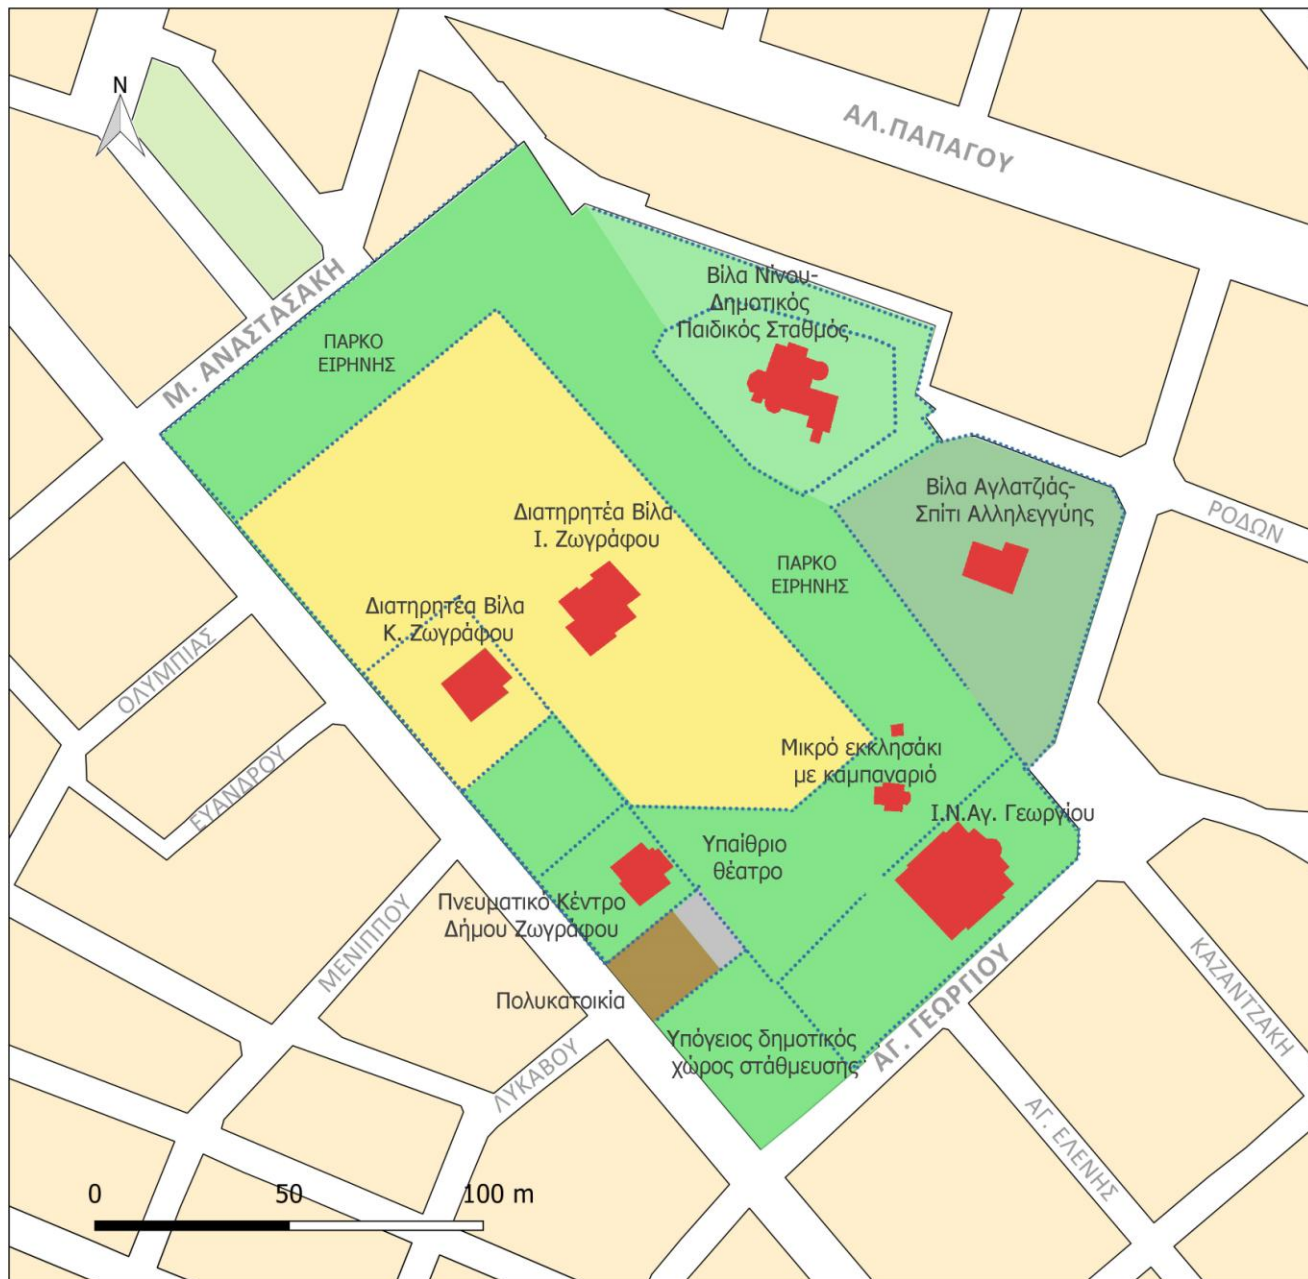 N
ΑΛ.ΠΑΠΑΓΟΥ
Μ. ΑΝΑΣΤΑΣΑΚΗ
ΠΑΡΚΟ
ΕΙΡΗΝΗΣ
Βίλα Νίνου-
Δημοτικός
Παιδικός Σταθμός
Βίλα Αγλατζιάς-
Σπίτι Αλληλεγγύης
ΡΟΔΩΝ
Διατηρητέα Βίλα
Ι. Ζωγράφου
ΠΑΡΚΟ
ΕΙΡΗΝΗΣ
Διατηρητέα Βίλα
Κ. Ζωγράφου
ΟΛΥΜΠΙΑΣ
ΕΥΑΝΔΡΟΥ
Μικρό εκκλησάκι
με καμπαναριό
Ι.Ν.Αγ. Γεωργίου
Υπαίθριο
θέατρο
Πνευματικό Κέντρο
Δήμου Ζωγράφου
ΜΕΝΙΠΠΟΥ
Πολυκατοικία
Υπόγειος δημοτικός
χώρος στάθμευσης
ΑΓ. ΓΕΩΡΓΙΟΥ
ΚΑΖΑΝΤΖΑΚΗ
ΛΥΚΑΒΟΥ
ΑΓ. ΕΛΕΝΗΣ
0 50 100 m